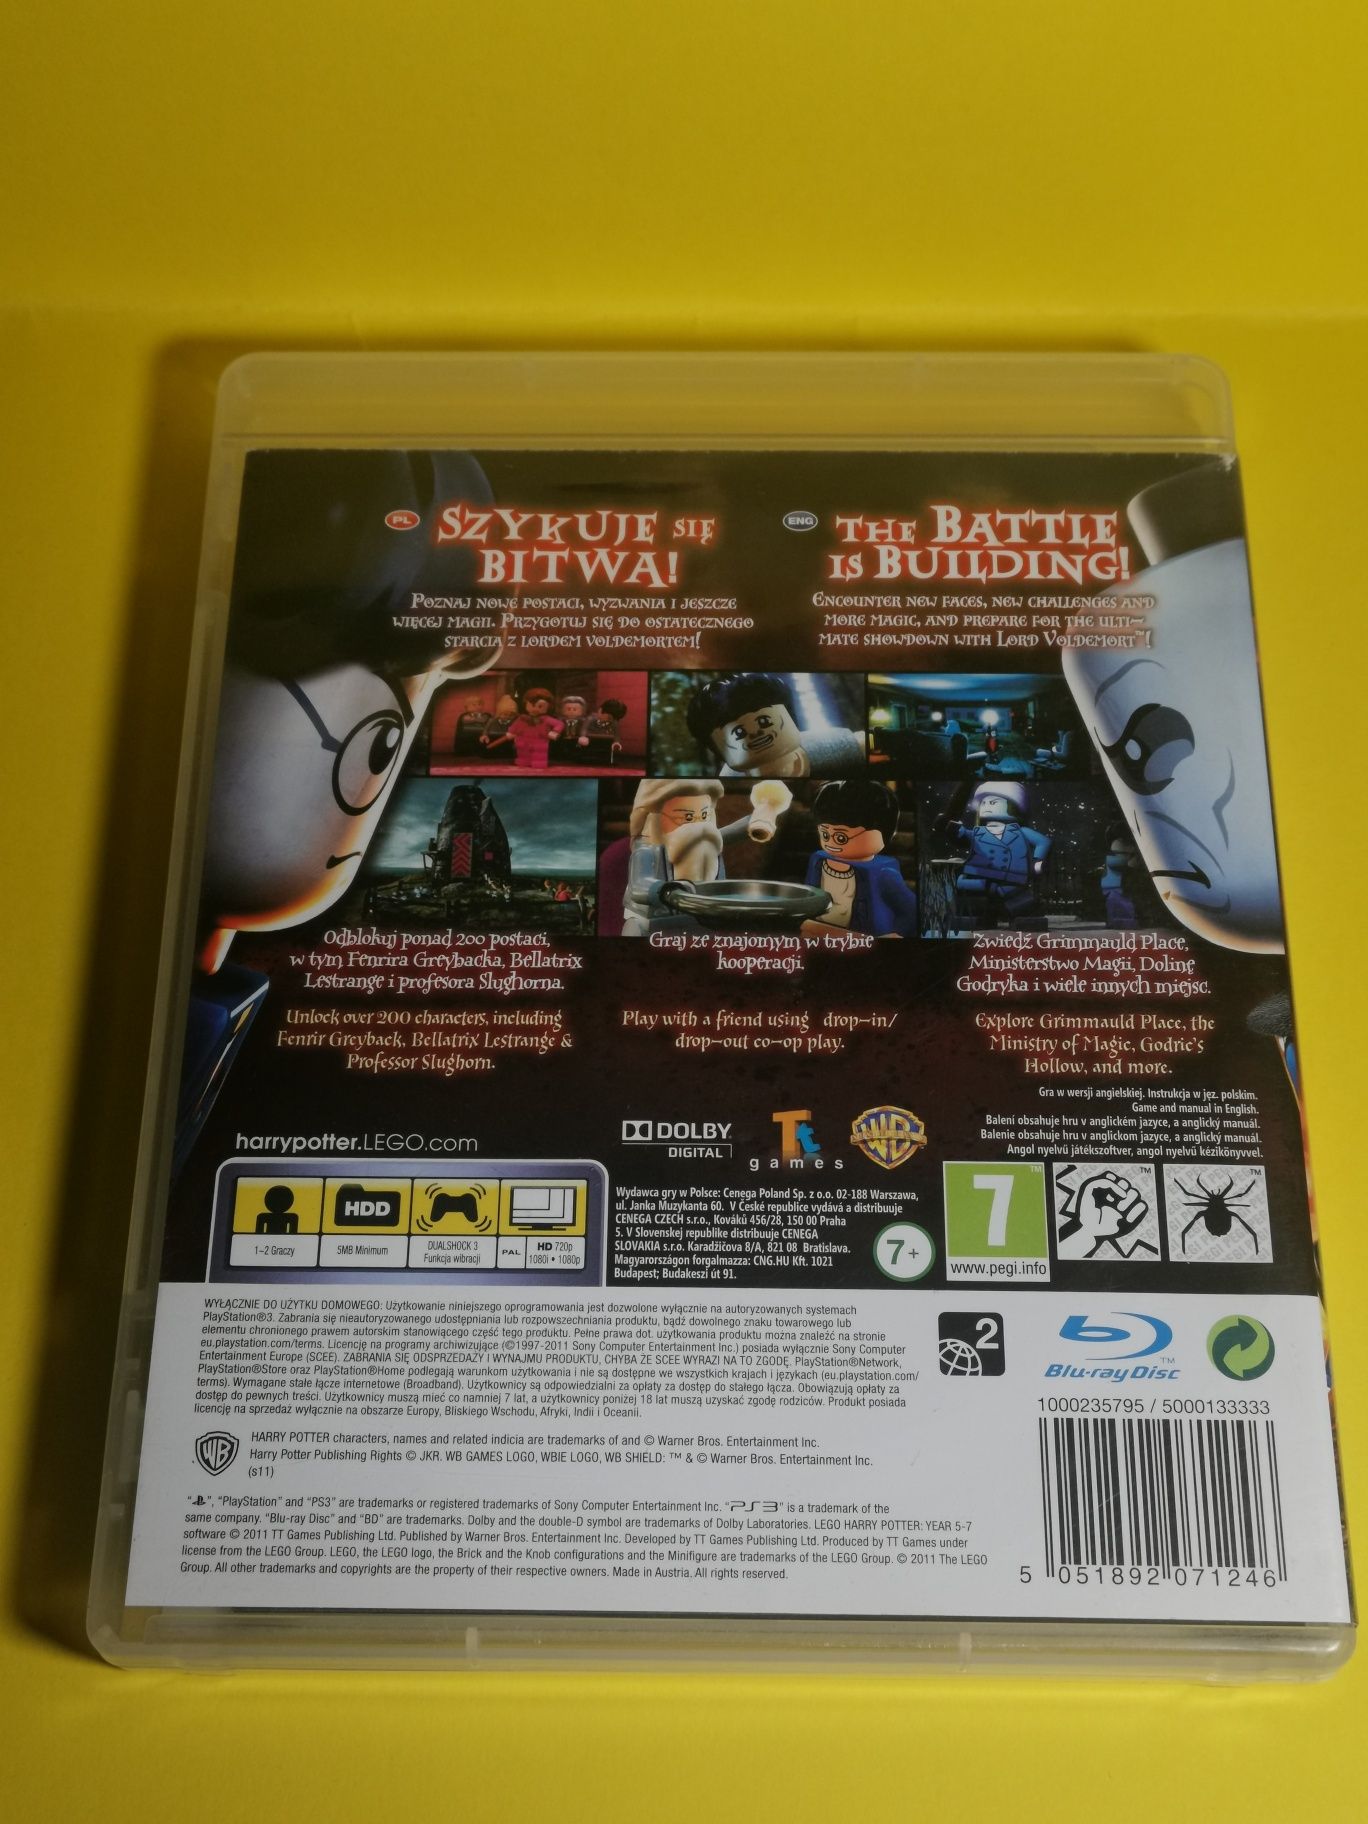 PL
SZYKUJE SIĘ
BITWA!
POZNAJ NOWE POSTACI, WYZWANIA I JESZCZE
WIĘCEJ MAGII. PRZYGOTUJ SIĘ DO OSTATECZNEGO
STARCIA Z LORDEM VOLDEMORTEM!
ENG
THE BATTLE
IS BUILDING!
ENCOUNTER NEW FACES, NEW CHALLENGES AND
MORE MAGIC, AND PREPARE FOR THE ULTI-
MATE SHOWDOWN WITH LORD VOLDEMORT™!
Odblokuj ponad 200 postaci,
w tym Fenrira Greybacka, Bellatrix
Lestrange i profesora Slughorna.
Unlock over 200 characters, including
Fenrir Greyback, Bellatrix Lestrange &
Professor Slughorn.
Graj ze znajomym w trybie
kooperacji.
Play with a friend using drop-in/
drop-out co-op play.
Zwiedź Grimmauld Place,
Ministerstwo Magii, Dolinę
Godryka i wiele innych miejsc.
Explore Grimmauld Place, the
Ministry of Magic, Godric's
Hollow, and more.
Gra w wersji angielskiej. Instrukcja w jęz. polskim.
Game and manual in English.
Balení obsahuje hru v anglickém jazyce, a anglický manuál.
Balenie obsahuje hru v anglickom jazyce, a anglický manuál.
Angol nyelvű játékszoftver, angol nyelvű kézikönyvvel.
harrypotter.LEGO.com
DOLBY
DIGITAL
Tt
games
WB
HDD
1-2 Graczy
5MB Minimum
DUALSHOCK 3
Funkcja wibracji
PAL
HD 720p
1080i • 1080p
Wydawca gry w Polsce: Cenega Poland Sp. z o.o. 02-188 Warszawa,
ul. Janka Muzykanta 60. V České republice vydává a distribuuje
CENEGA CZECH s.r.o., Kováků 456/28, 150 00 Praha
5. V Slovenskej republike distribuuje CENEGA
SLOVAKIA s.r.o. Karadžičova 8/A, 821 08 Bratislava.
Magyarországon forgalmazza: CNG.HU Kft. 1021
Budapest; Budakeszi út 91.
7+
7™
www.pegi.info
™
™
WYŁĄCZNIE DO UŻYTKU DOMOWEGO: Użytkowanie niniejszego oprogramowania jest dozwolone wyłącznie na autoryzowanych systemach
PlayStation®3. Zabrania się nieautoryzowanego udostępniania lub rozpowszechniania produktu, bądź dowolnego znaku towarowego lub
elementu chronionego prawem autorskim stanowiącego część tego produktu. Pełne prawa dot. użytkowania produktu można znaleźć na stronie
eu.playstation.com/terms. Licencję na programy archiwizujące (©1997-2011 Sony Computer Entertainment Inc.) posiada wyłącznie Sony Computer
Entertainment Europe (SCEE). ZABRANIA SIĘ ODSPRZEDAŻY I WYNAJMU PRODUKTU, CHYBA ŻE SCEE WYRAZI NA TO ZGODĘ. PlayStation®Network,
PlayStation®Store oraz PlayStation®Home podlegają warunkom użytkowania i nie są dostępne we wszystkich krajach i językach (eu.playstation.com/
terms). Wymagane stałe łącze internetowe (Broadband). Użytkownicy są odpowiedzialni za opłaty za dostęp do stałego łącza. Obowiązują opłaty za
dostęp do pewnych treści. Użytkownicy muszą mieć co namniej 7 lat, a użytkownicy poniżej 18 lat muszą uzyskać zgodę rodziców. Produkt posiada
licencję na sprzedaż wyłącznie na obszarze Europy, Bliskiego Wschodu, Afryki, Indii i Oceanii.
2
Blu-ray Disc™
1000235795 / 5000133333
WB
HARRY POTTER characters, names and related indicia are trademarks of and © Warner Bros. Entertainment Inc.
Harry Potter Publishing Rights © JKR. WB GAMES LOGO, WBIE LOGO, WB SHIELD: ™ & © Warner Bros. Entertainment Inc.
(s11)
" ", "PlayStation" and "PS3" are trademarks or registered trademarks of Sony Computer Entertainment Inc. "PS3" is a trademark of the
same company. "Blu-ray Disc" and "BD" are trademarks. Dolby and the double-D symbol are trademarks of Dolby Laboratories. LEGO HARRY POTTER: YEAR 5-7
software © 2011 TT Games Publishing Ltd. Published by Warner Bros. Entertainment Inc. Developed by TT Games Publishing Ltd. Produced by TT Games under
license from the LEGO Group. LEGO, the LEGO logo, the Brick and the Knob configurations and the Minifigure are trademarks of the LEGO Group. © 2011 The LEGO
Group. All other trademarks and copyrights are the property of their respective owners. Made in Austria. All rights reserved.
5 051892 071246